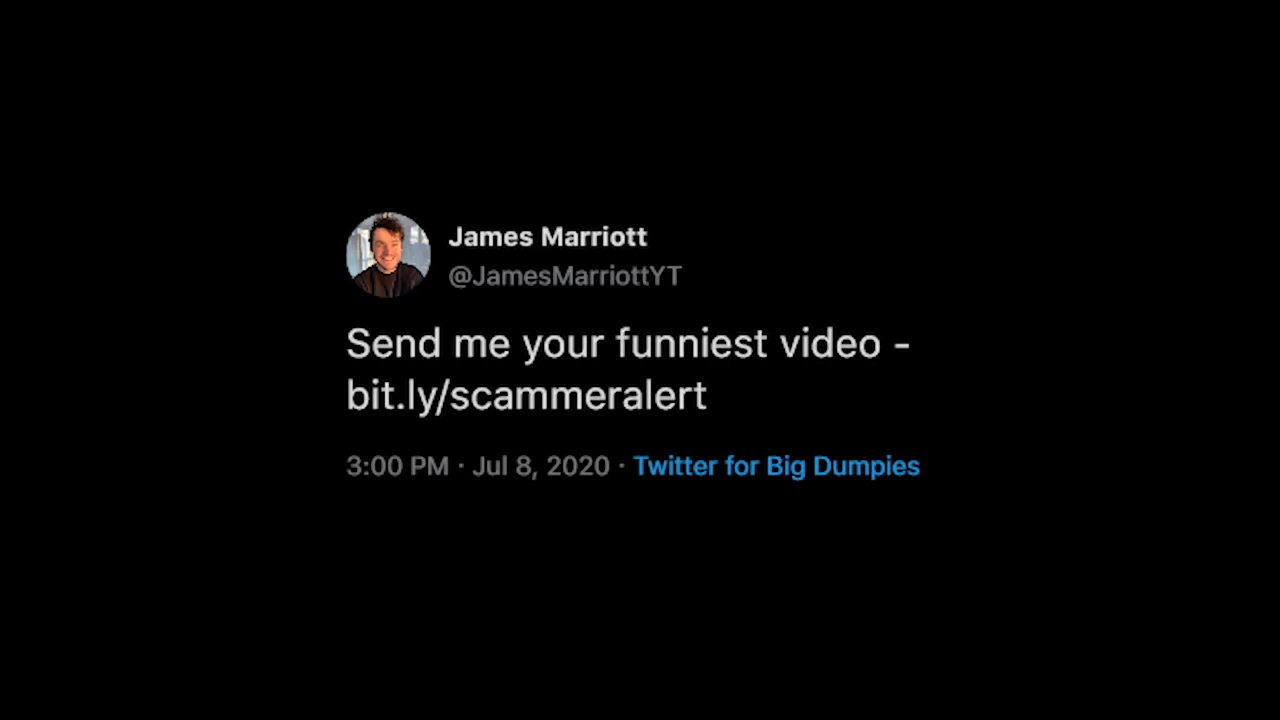 James Marriott
@JamesMarriottYT
Send me your funniest video -
bit.ly/scammeralert
3:00 PM · Jul 8, 2020 · Twitter for Big Dumpies